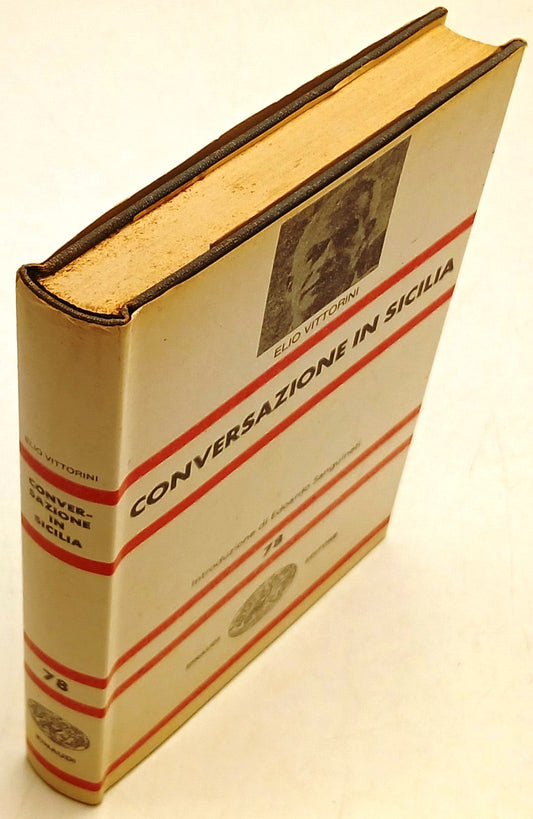 ELIO VITTORINI
CONVERSAZIONE IN SICILIA
Introduzione di Edoardo Sanguineti
78
EINAUDI
EDITORE
ELIO VITTORINI
CONVER-
SAZIONE
IN
SICILIA
78
EINAUDI